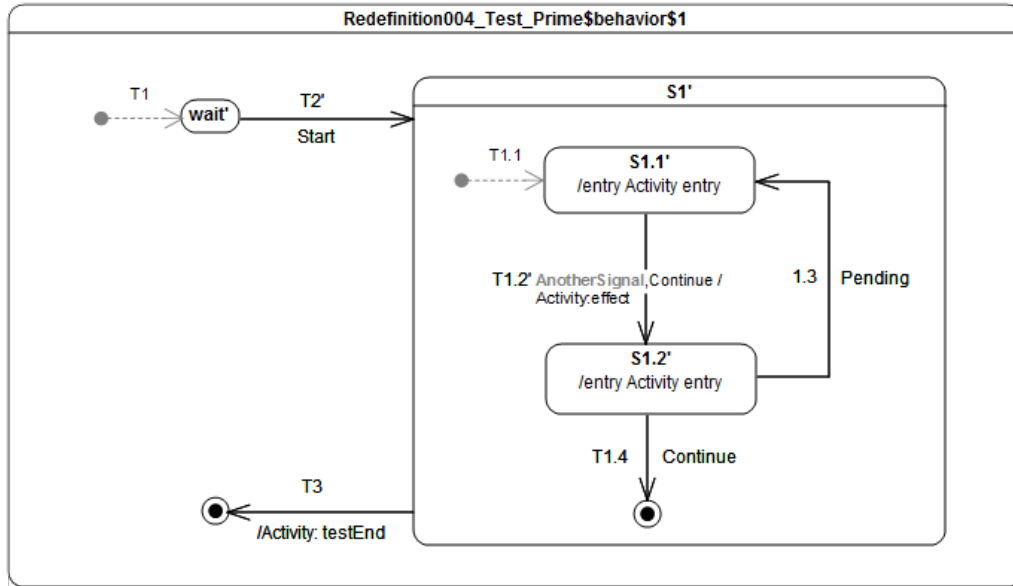 Redefinition004_Test_Prime$behavior$1
T1
wait'
T2'
Start
S1'
T1.1
S1.1'
/entry Activity entry
T1.2' AnotherSignal,Continue /
Activity:effect
1.3 Pending
S1.2'
/entry Activity entry
T1.4 Continue
T3
/Activity: testEnd